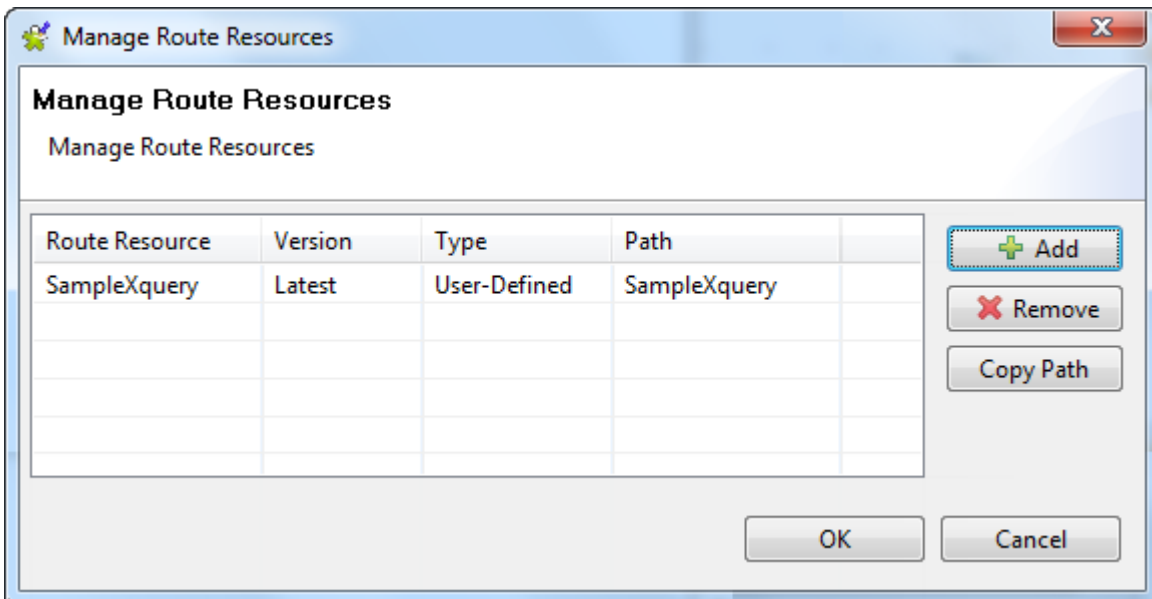 Manage Route Resources
Manage Route Resources
Manage Route Resources
Route Resource Version Type Path
SampleXquery Latest User-Defined SampleXquery
Add
Remove
Copy Path
OK Cancel